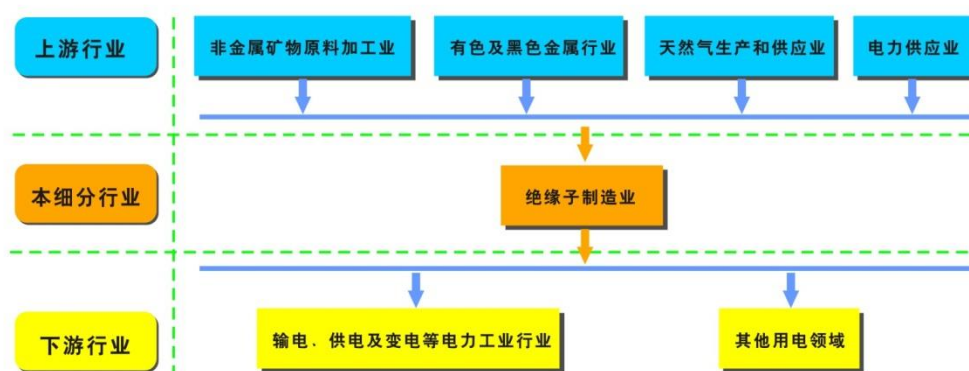 上游行业
非金属矿物原料加工业
有色及黑色金属行业
天然气生产和供应业
电力供应业
本细分行业
绝缘子制造业
下游行业
输电．供电及变电等电力工业行业
其他用电领域